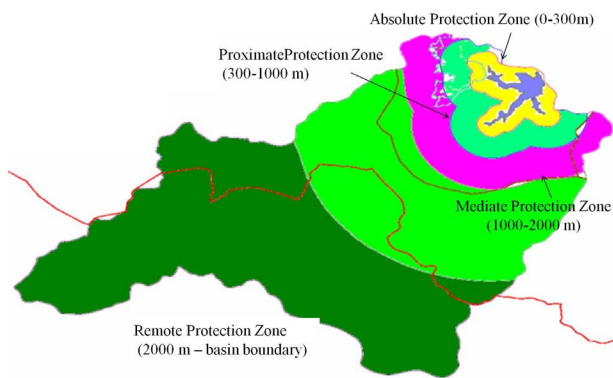 Absolute Protection Zone (0-300m)
ProximateProtection Zone
(300-1000 m)
Mediate Protection Zone
(1000-2000 m)
Remote Protection Zone
(2000 m – basin boundary)